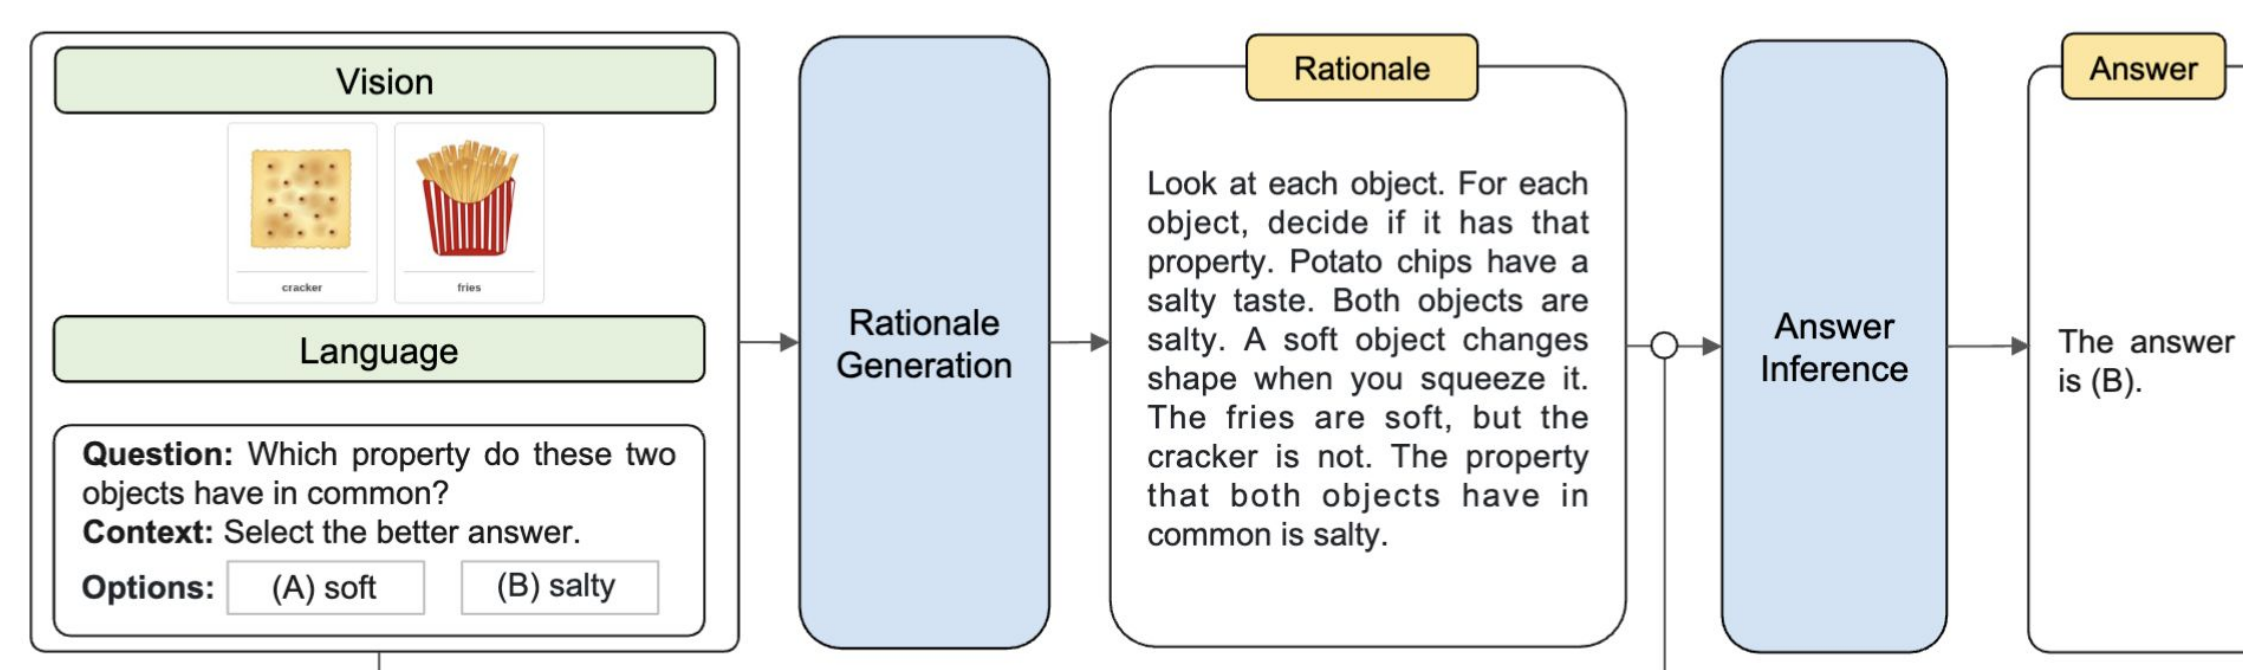 Vision
cracker
fries
Language
Question: Which property do these two
objects have in common?
Context: Select the better answer.
Options: (A) soft (B) salty
Rationale
Generation
Rationale
Look at each object. For each
object, decide if it has that
property. Potato chips have a
salty taste. Both objects are
salty. A soft object changes
shape when you squeeze it.
The fries are soft, but the
cracker is not. The property
that both objects have in
common is salty.
Answer
Inference
Answer
The answer
is (B).